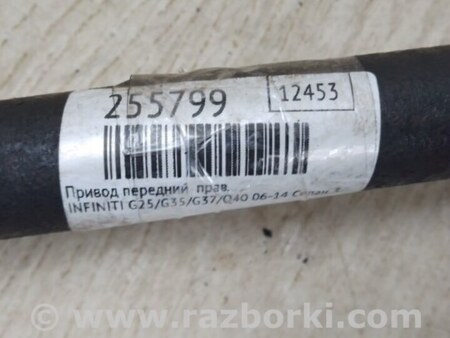 255799
12453
Привод передний прав.
INFINITI G25/G35/G37/Q40 06-14 Седан
© www.razborki.com